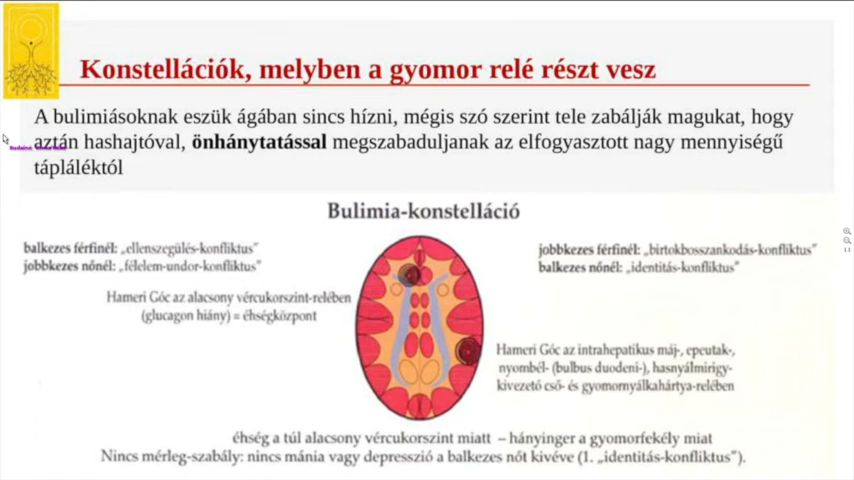 Konstellációk, melyben a gyomor relé részt vesz
A bulimiásoknak eszük ágában sincs hízni, mégis szó szerint tele zabálják magukat, hogy
aztán hashajtóval, önhánytatással megszabaduljanak az elfogyasztott nagy mennyiségű
tápláléktól
Bulimia-konstelláció
balkezes férfinél: „ellenszegülés-konfliktus”
jobbkezes nőnél: „félelem-undor-konfliktus”
jobbkezes férfinél: „birtokbosszankodás-konfliktus”
balkezes nőnél: „identitás-konfliktus”
Hameri Góc az alacsony vércukorszint-relében
(glucagon hiány) = éhségközpont
Hameri Góc az intrahepatikus máj-, epeutak-,
nyombél- (bulbus duodeni-), hasnyálmirigy-
kivezető cső- és gyomornyálkahártya-relében
éhség a túl alacsony vércukorszint miatt – hányinger a gyomorfekély miat
Nincs mérleg-szabály: nincs mánia vagy depresszió a balkezes nőt kivéve (1. „identitás-konfliktus”).